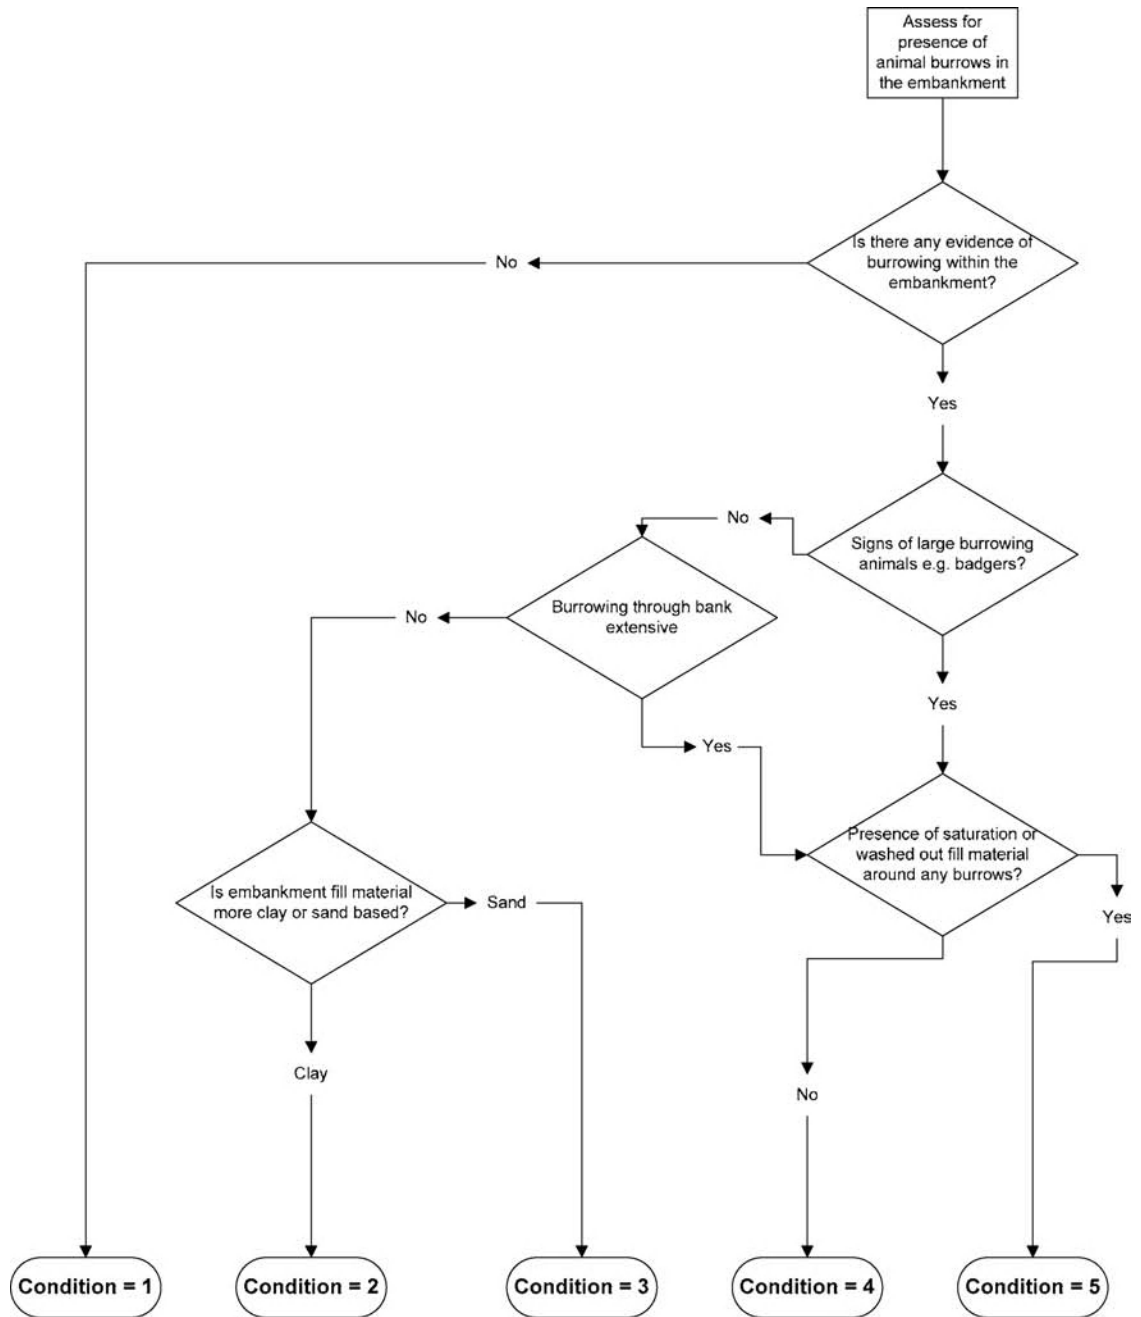 Assess for
presence of
animal burrows in
the embankment
Is there any evidence of
burrowing within the
embankment?
No
Yes
Signs of large burrowing
animals e.g. badgers?
No
Burrowing through bank
extensive
No
Yes
Yes
Presence of saturation or
washed out fill material
around any burrows?
Is embankment fill material
more clay or sand based?
Sand
Yes
Clay
No
Condition = 1
Condition = 2
Condition = 3
Condition = 4
Condition = 5